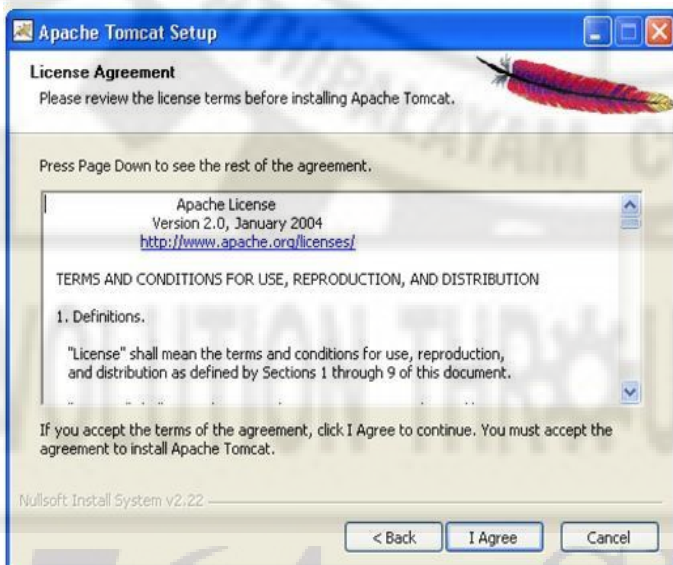 Apache Tomcat Setup
License Agreement
Please review the license terms before installing Apache Tomcat.
Press Page Down to see the rest of the agreement.
Apache License
Version 2.0, January 2004
http://www.apache.org/licenses/
TERMS AND CONDITIONS FOR USE, REPRODUCTION, AND DISTRIBUTION
1. Definitions.
"License" shall mean the terms and conditions for use, reproduction,
and distribution as defined by Sections 1 through 9 of this document.
If you accept the terms of the agreement, click I Agree to continue. You must accept the
agreement to install Apache Tomcat.
Nullsoft Install System v2.22
< Back
I Agree
Cancel